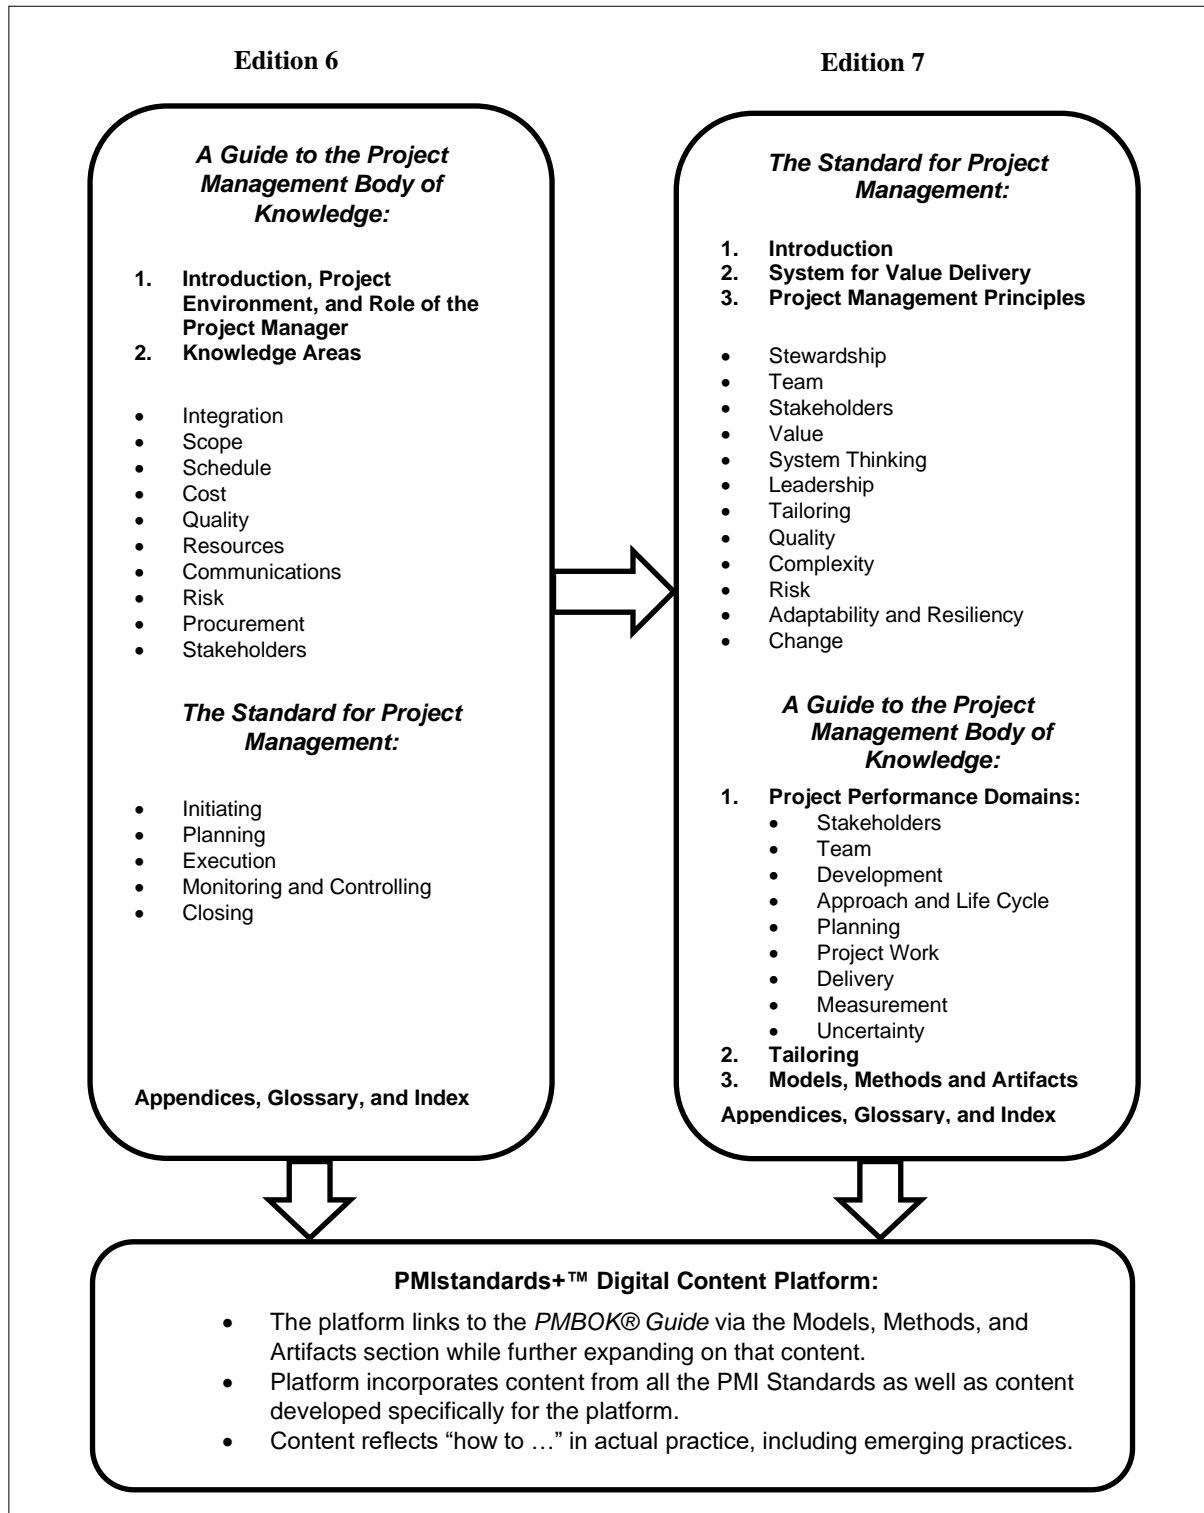 Edition 6
A Guide to the Project
Management Body of
Knowledge:
1. Introduction, Project
Environment, and Role of the
Project Manager
2. Knowledge Areas
• Integration
• Scope
• Schedule
• Cost
• Quality
• Resources
• Communications
• Risk
• Procurement
• Stakeholders
The Standard for Project
Management:
• Initiating
• Planning
• Execution
• Monitoring and Controlling
• Closing
Appendices, Glossary, and Index
Edition 7
The Standard for Project
Management:
1. Introduction
2. System for Value Delivery
3. Project Management Principles
• Stewardship
• Team
• Stakeholders
• Value
• System Thinking
• Leadership
• Tailoring
• Quality
• Complexity
• Risk
• Adaptability and Resiliency
• Change
A Guide to the Project
Management Body of
Knowledge:
1. Project Performance Domains:
• Stakeholders
• Team
• Development
• Approach and Life Cycle
• Planning
• Project Work
• Delivery
• Measurement
• Uncertainty
2. Tailoring
3. Models, Methods and Artifacts
Appendices, Glossary, and Index
PMIstandards+™ Digital Content Platform:
• The platform links to the PMBOK® Guide via the Models, Methods, and
Artifacts section while further expanding on that content.
• Platform incorporates content from all the PMI Standards as well as content
developed specifically for the platform.
• Content reflects “how to …” in actual practice, including emerging practices.